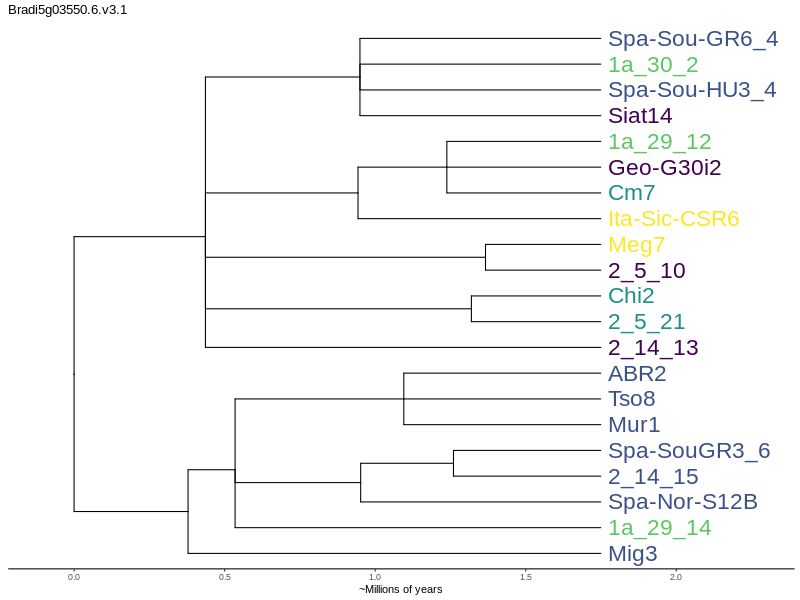 Bradi5g03550.6.v3.1
Spa-Sou-GR6_4
1a_30_2
Spa-Sou-HU3_4
Siat14
1a_29_12
Geo-G30i2
Cm7
Ita-Sic-CSR6
Meg7
2_5_10
Chi2
2_5_21
2_14_13
ABR2
Tso8
Mur1
Spa-SouGR3_6
2_14_15
Spa-Nor-S12B
1a_29_14
Mig3
0.0 0.5 1.0 1.5 2.0
~Millions of years